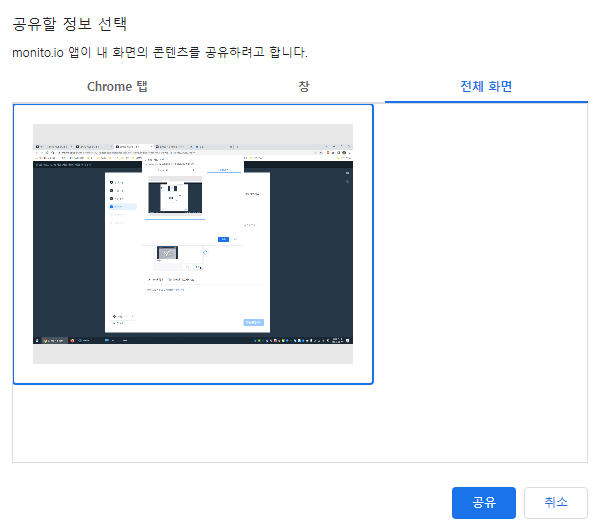 공유할 정보 선택
monito.io 앱이 내 화면의 콘텐츠를 공유하려고 합니다.
Chrome 탭
창
전체 화면
공유
취소